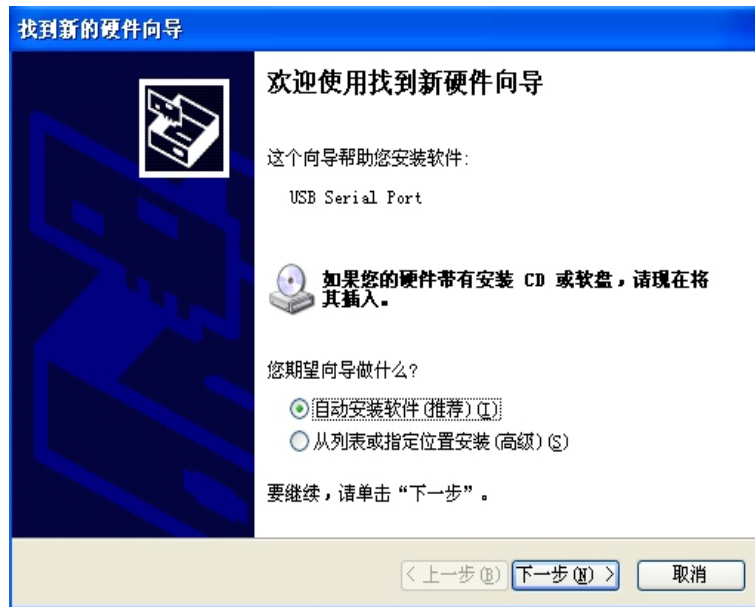 找到新的硬件向导
欢迎使用找到新硬件向导
这个向导帮助您安装软件:
USB Serial Port
如果您的硬件带有安装 CD 或软盘，请现在将
其插入。
您期望向导做什么?
自动安装软件(推荐)(I)
从列表或指定位置安装(高级)(S)
要继续，请单击“下一步”。
< 上一步(B) 下一步(N) > 取消